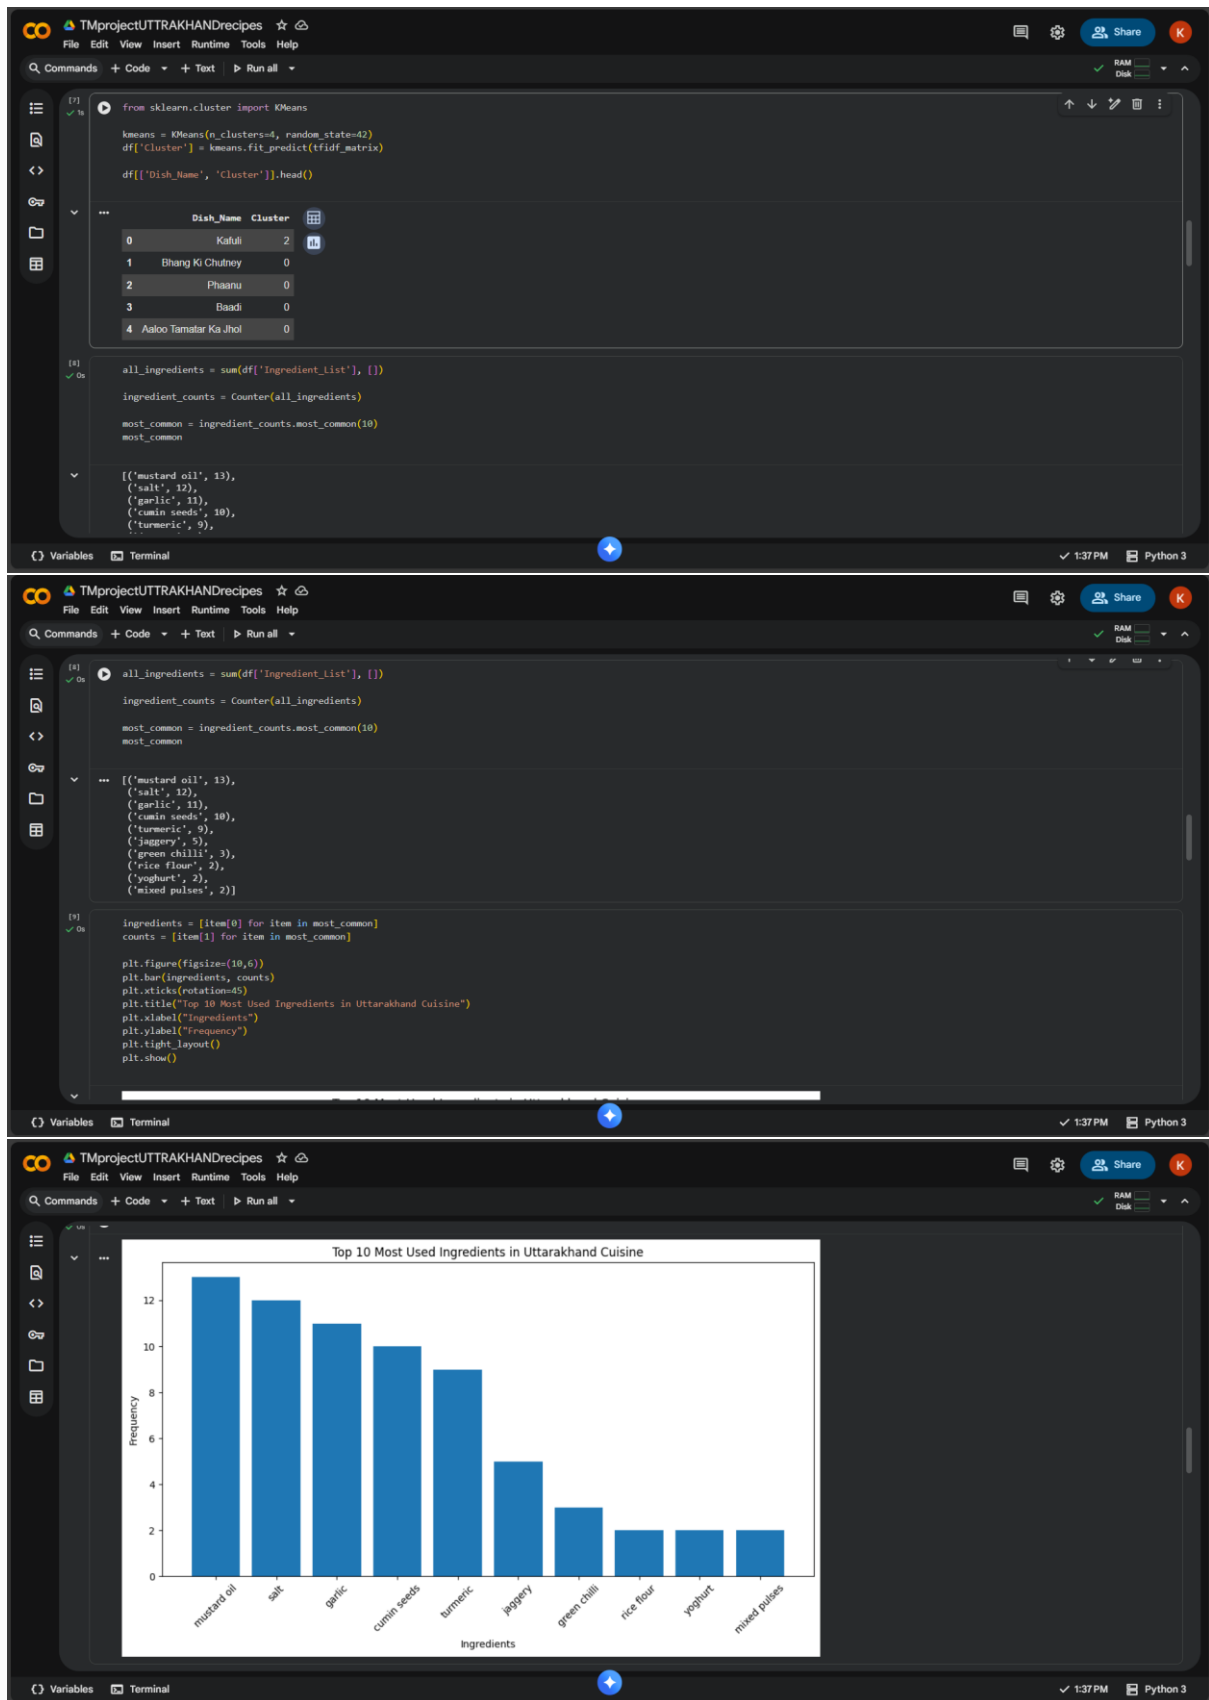 TMprojectUTTRAKHANDrecipes
File Edit View Insert Runtime Tools Help
Share
K
Commands + Code + Text Run all
RAM
Disk
[7]
1s
from sklearn.cluster import KMeans
kmeans = KMeans(n_clusters=4, random_state=42)
df['Cluster'] = kmeans.fit_predict(tfidf_matrix)
df[['Dish_Name', 'Cluster']].head()
Dish_Name Cluster
0 Kafuli 2
1 Bhang Ki Chutney 0
2 Phaanu 0
3 Baadi 0
4 Aaloo Tamatar Ka Jhol 0
[8]
0s
all_ingredients = sum(df['Ingredient_List'], [])
ingredient_counts = Counter(all_ingredients)
most_common = ingredient_counts.most_common(10)
most_common
[('mustard oil', 13),
('salt', 12),
('garlic', 11),
('cumin seeds', 10),
('turmeric', 9),
{} Variables Terminal
1:37 PM Python 3
TMprojectUTTRAKHANDrecipes
File Edit View Insert Runtime Tools Help
Share
K
Commands + Code + Text Run all
RAM
Disk
[8]
0s
all_ingredients = sum(df['Ingredient_List'], [])
ingredient_counts = Counter(all_ingredients)
most_common = ingredient_counts.most_common(10)
most_common
[('mustard oil', 13),
('salt', 12),
('garlic', 11),
('cumin seeds', 10),
('turmeric', 9),
('jaggery', 5),
('green chilli', 3),
('rice flour', 2),
('yoghurt', 2),
('mixed pulses', 2)]
[9]
0s
ingredients = [item[0] for item in most_common]
counts = [item[1] for item in most_common]
plt.figure(figsize=(10,6))
plt.bar(ingredients, counts)
plt.xticks(rotation=45)
plt.title("Top 10 Most Used Ingredients in Uttarakhand Cuisine")
plt.xlabel("Ingredients")
plt.ylabel("Frequency")
plt.tight_layout()
plt.show()
{} Variables Terminal
1:37 PM Python 3
TMprojectUTTRAKHANDrecipes
File Edit View Insert Runtime Tools Help
Share
K
Commands + Code + Text Run all
RAM
Disk
0s
Top 10 Most Used Ingredients in Uttarakhand Cuisine
12
10
8
6
4
2
0
Frequency
mustard oil
salt
garlic
cumin seeds
turmeric
jaggery
green chilli
rice flour
yoghurt
mixed pulses
Ingredients
{} Variables Terminal
1:37 PM Python 3